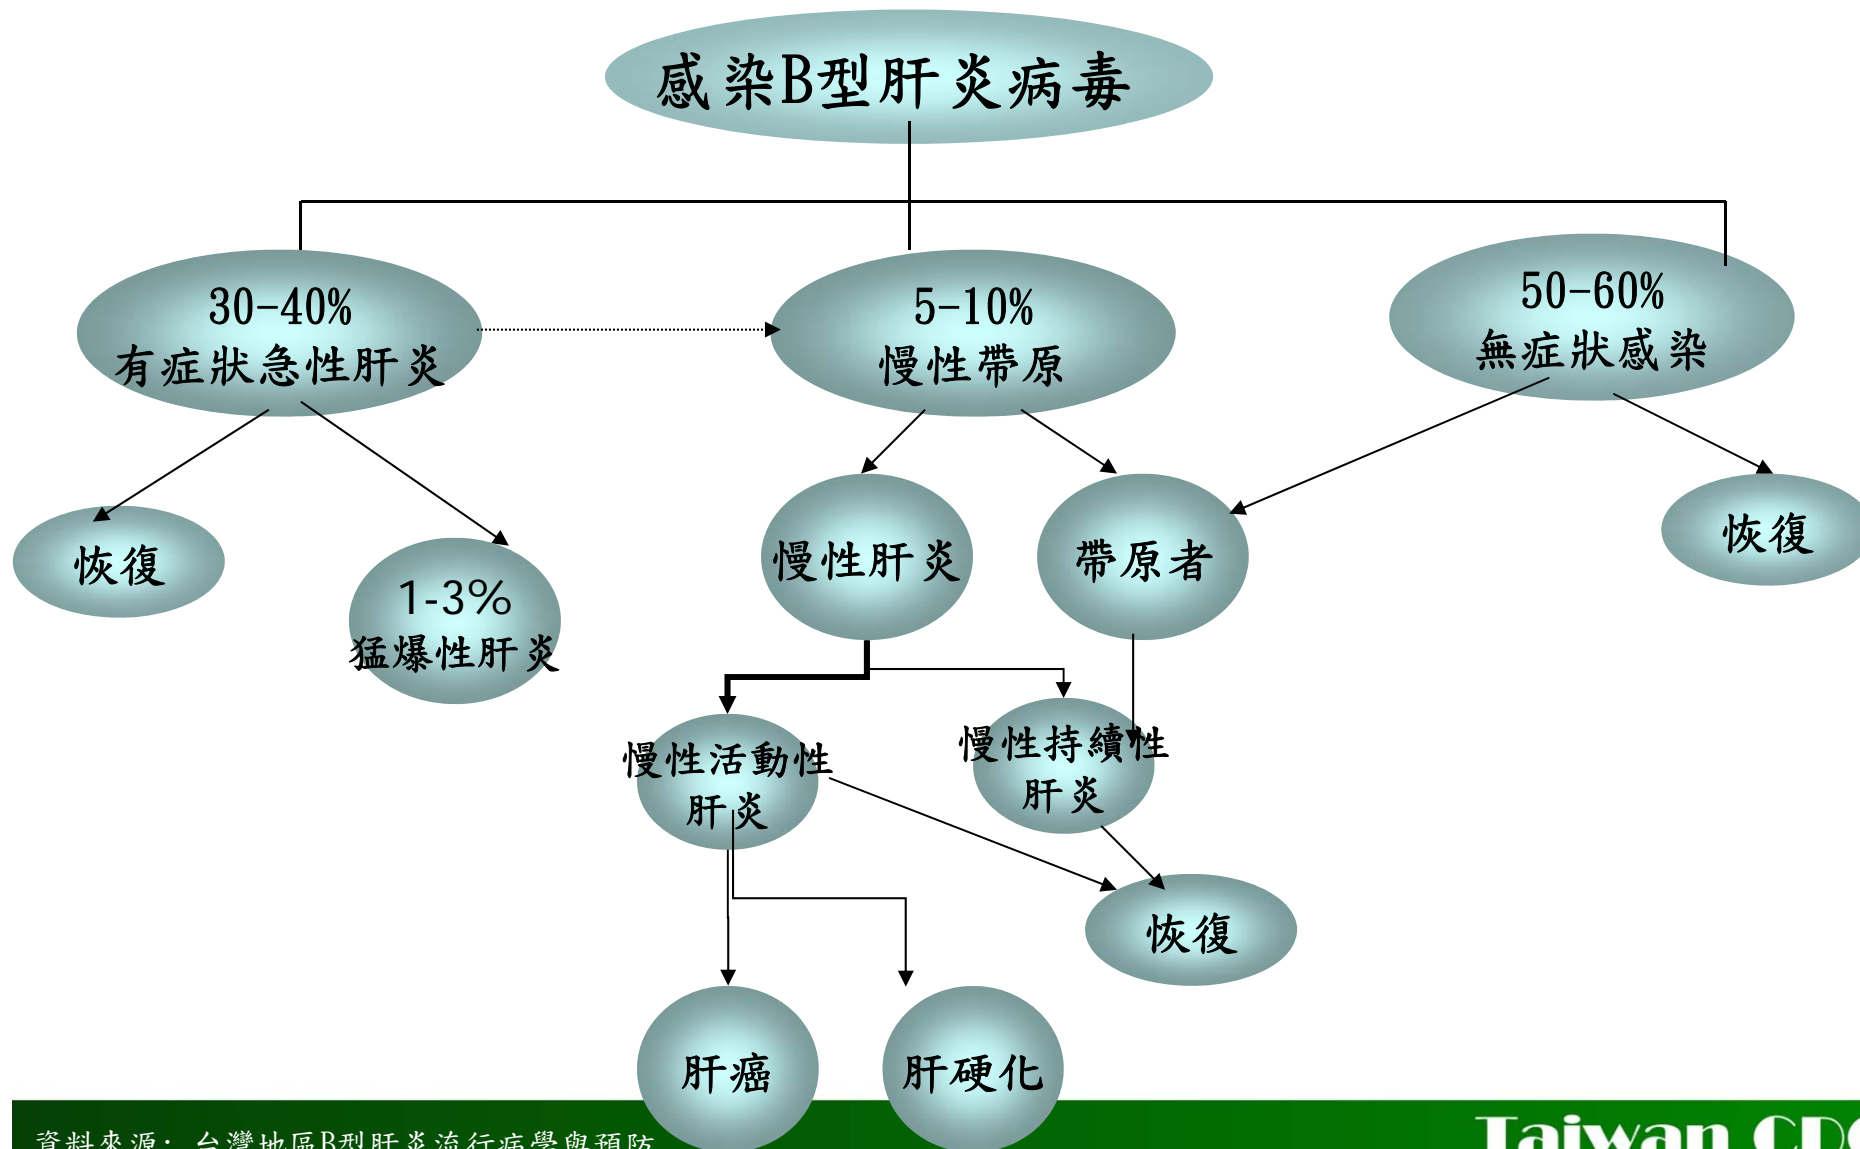 感染B型肝炎病毒
30-40%
有症狀急性肝炎
5-10%
慢性帶原
50-60%
無症狀感染
恢復
1-3%
猛爆性肝炎
慢性肝炎
帶原者
恢復
慢性活動性
肝炎
慢性持續性
肝炎
恢復
肝癌
肝硬化
資料來源: 台灣地區B型肝炎流行病學與預防
Taiwan CDC